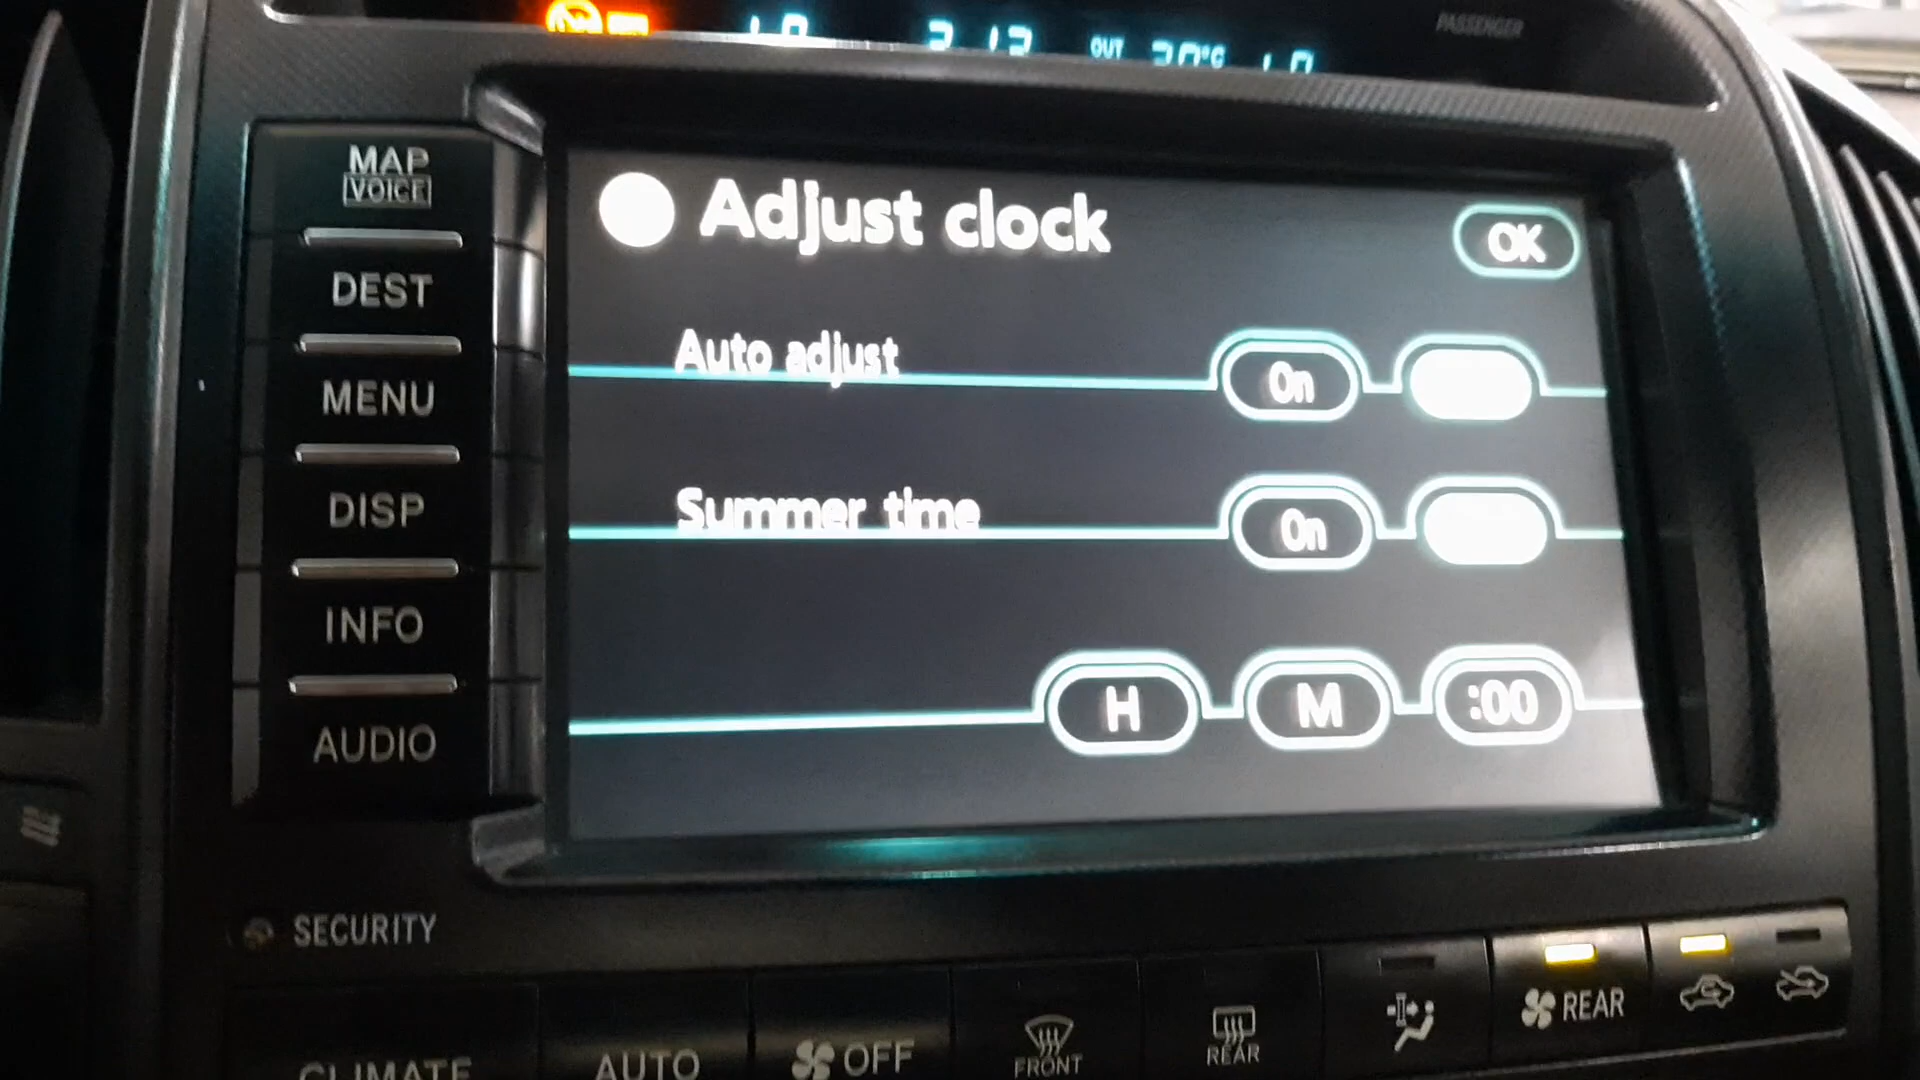 PASSENGER
OUT
MAP
VOICE
DEST
MENU
DISP
INFO
AUDIO
Adjust clock
OK
Auto adjust
On
Summer time
On
H
M
:00
SECURITY
CLIMATE
AUTO
OFF
FRONT
REAR
REAR